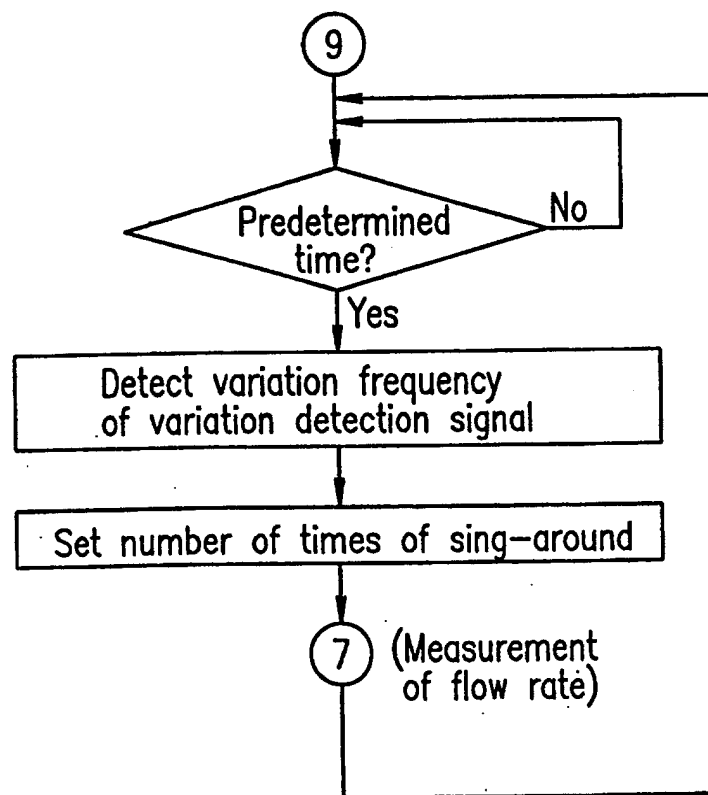 9
Predetermined
time?
No
Yes
Detect variation frequency
of variation detection signal
Set number of times of sing-around
7
(Measurement
of flow rate)